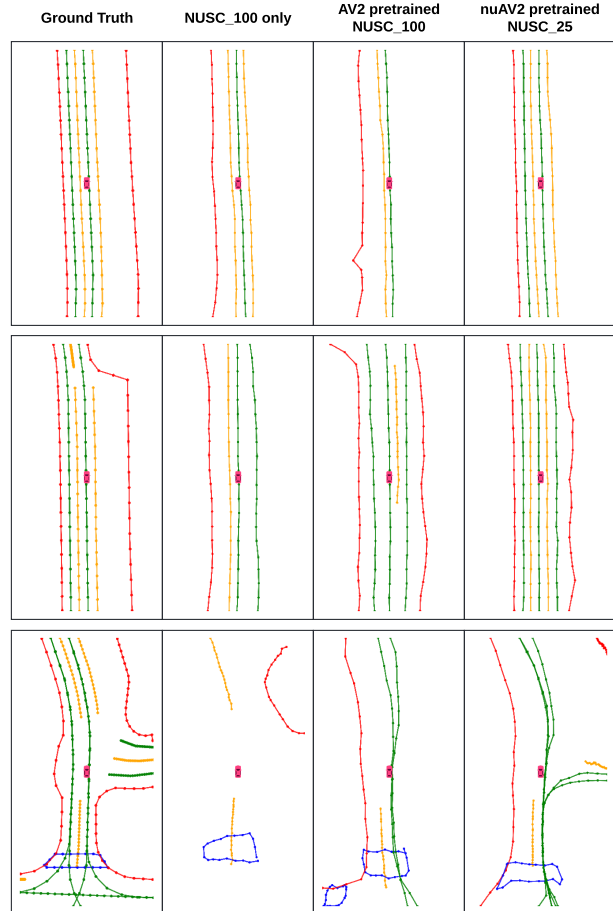 Ground Truth
NUSC_100 only
AV2 pretrained
NUSC_100
nuAV2 pretrained
NUSC_25